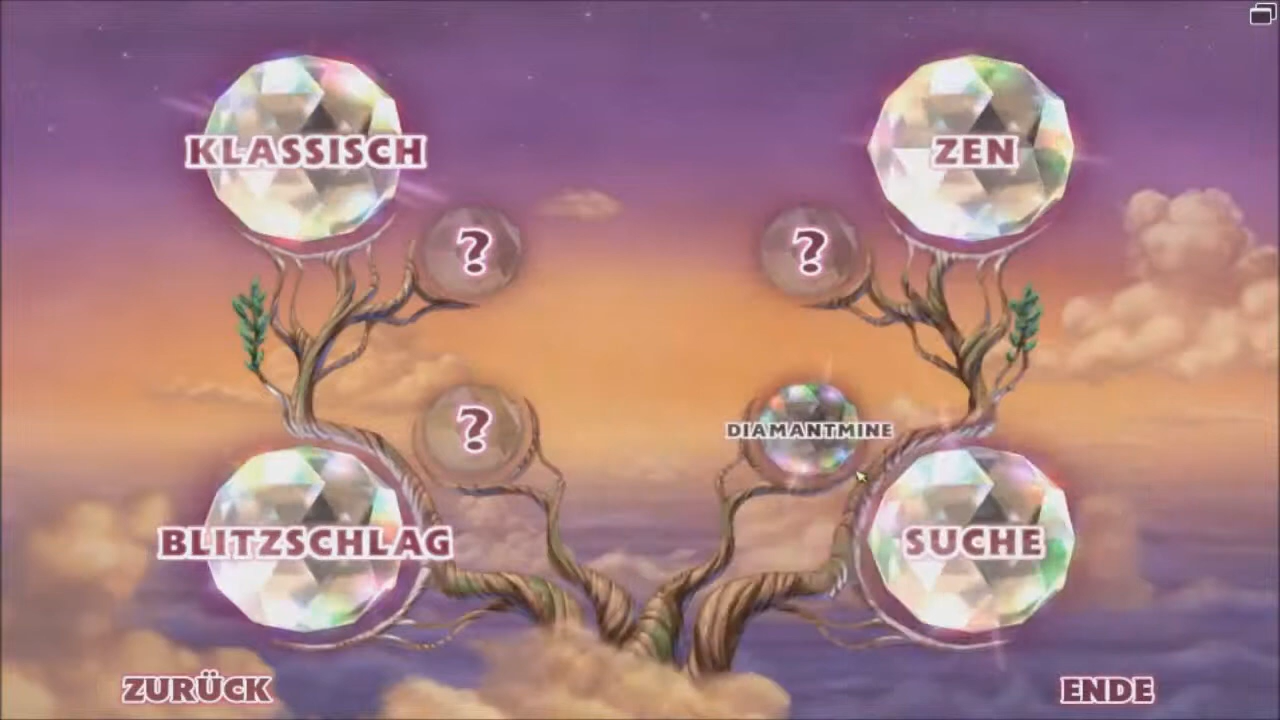 KLASSISCH
ZEN
?
?
?
DIAMANTMINE
BLITZSCHLAG
SUCHE
ZURÜCK
ENDE